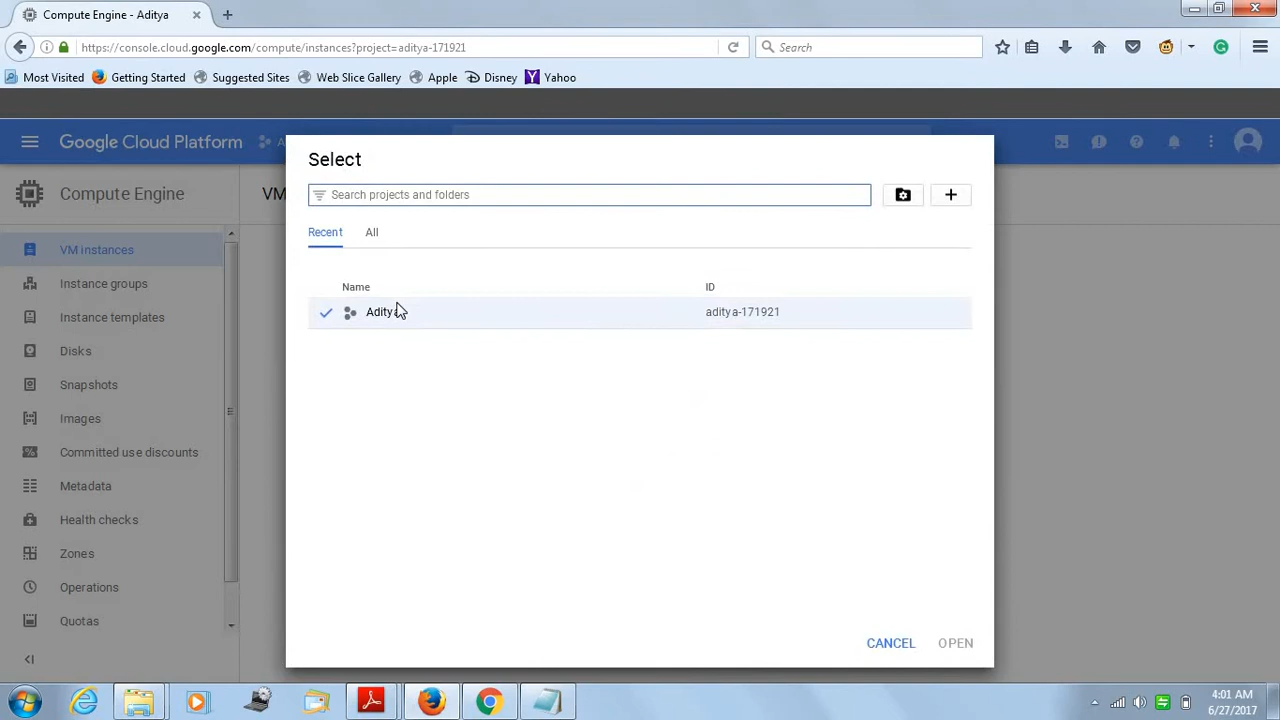 Compute Engine - Aditya
https://console.cloud.google.com/compute/instances?project=aditya-171921
Search
Most Visited
Getting Started
Suggested Sites
Web Slice Gallery
Apple
Disney
Yahoo
Google Cloud Platform
A
Compute Engine
VM
VM instances
Instance groups
Instance templates
Disks
Snapshots
Images
Committed use discounts
Metadata
Health checks
Zones
Operations
Quotas
Select
Search projects and folders
Recent
All
Name
ID
Aditya
aditya-171921
CANCEL
OPEN
4:01 AM
6/27/2017